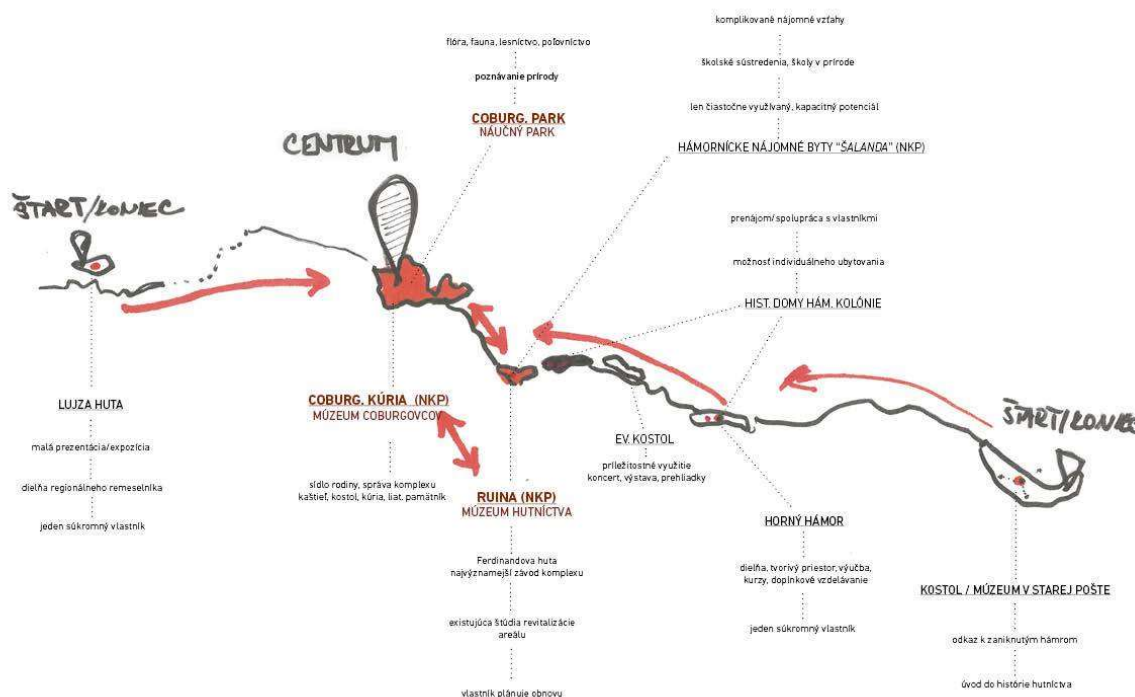 komplikované nájomné vzťahy
školské sústredenia, školy v prírode
len čiastočne využívaný, kapacitný potenciál
HÁMORNÍCKE NÁJOMNÉ BYTY "ŠALANDA" (NKP)
flóra, fauna, lesníctvo, poľovníctvo
poznávanie prírody
COBURG. PARK
NÁUČNÝ PARK
CENTRUM
ŠTART/KONIEC
prenájom/spolupráca s vlastníkmi
možnosť individuálneho ubytovania
HIST. DOMY HÁM. KOLÓNIE
LUJZA HUTA
malá prezentácia/expozícia
dielňa regionálneho remeselníka
jeden súkromný vlastník
COBURG. KÚRIA (NKP)
MÚZEUM COBURGOVCOV
sídlo rodiny, správa komplexu
kaštieľ, kostol, kúria, liat. pamätník
RUINA (NKP)
MÚZEUM HUTNÍCTVA
Ferdinandova huta
najvýznamejší závod komplexu
existujúca štúdia revitalizácie
areálu
vlastník plánuje obnovu
EV. KOSTOL
príležitostné využitie
koncert, výstava, prehliadky
HORNÝ HÁMOR
dielňa, tvorivý priestor, výučba,
kurzy, doplnkové vzdelávanie
jeden súkromný vlastník
ŠTART/KONIEC
KOSTOL / MÚZEUM V STAREJ POŠTE
odkaz k zaniknutým hámrom
úvod do histórie hutníctva